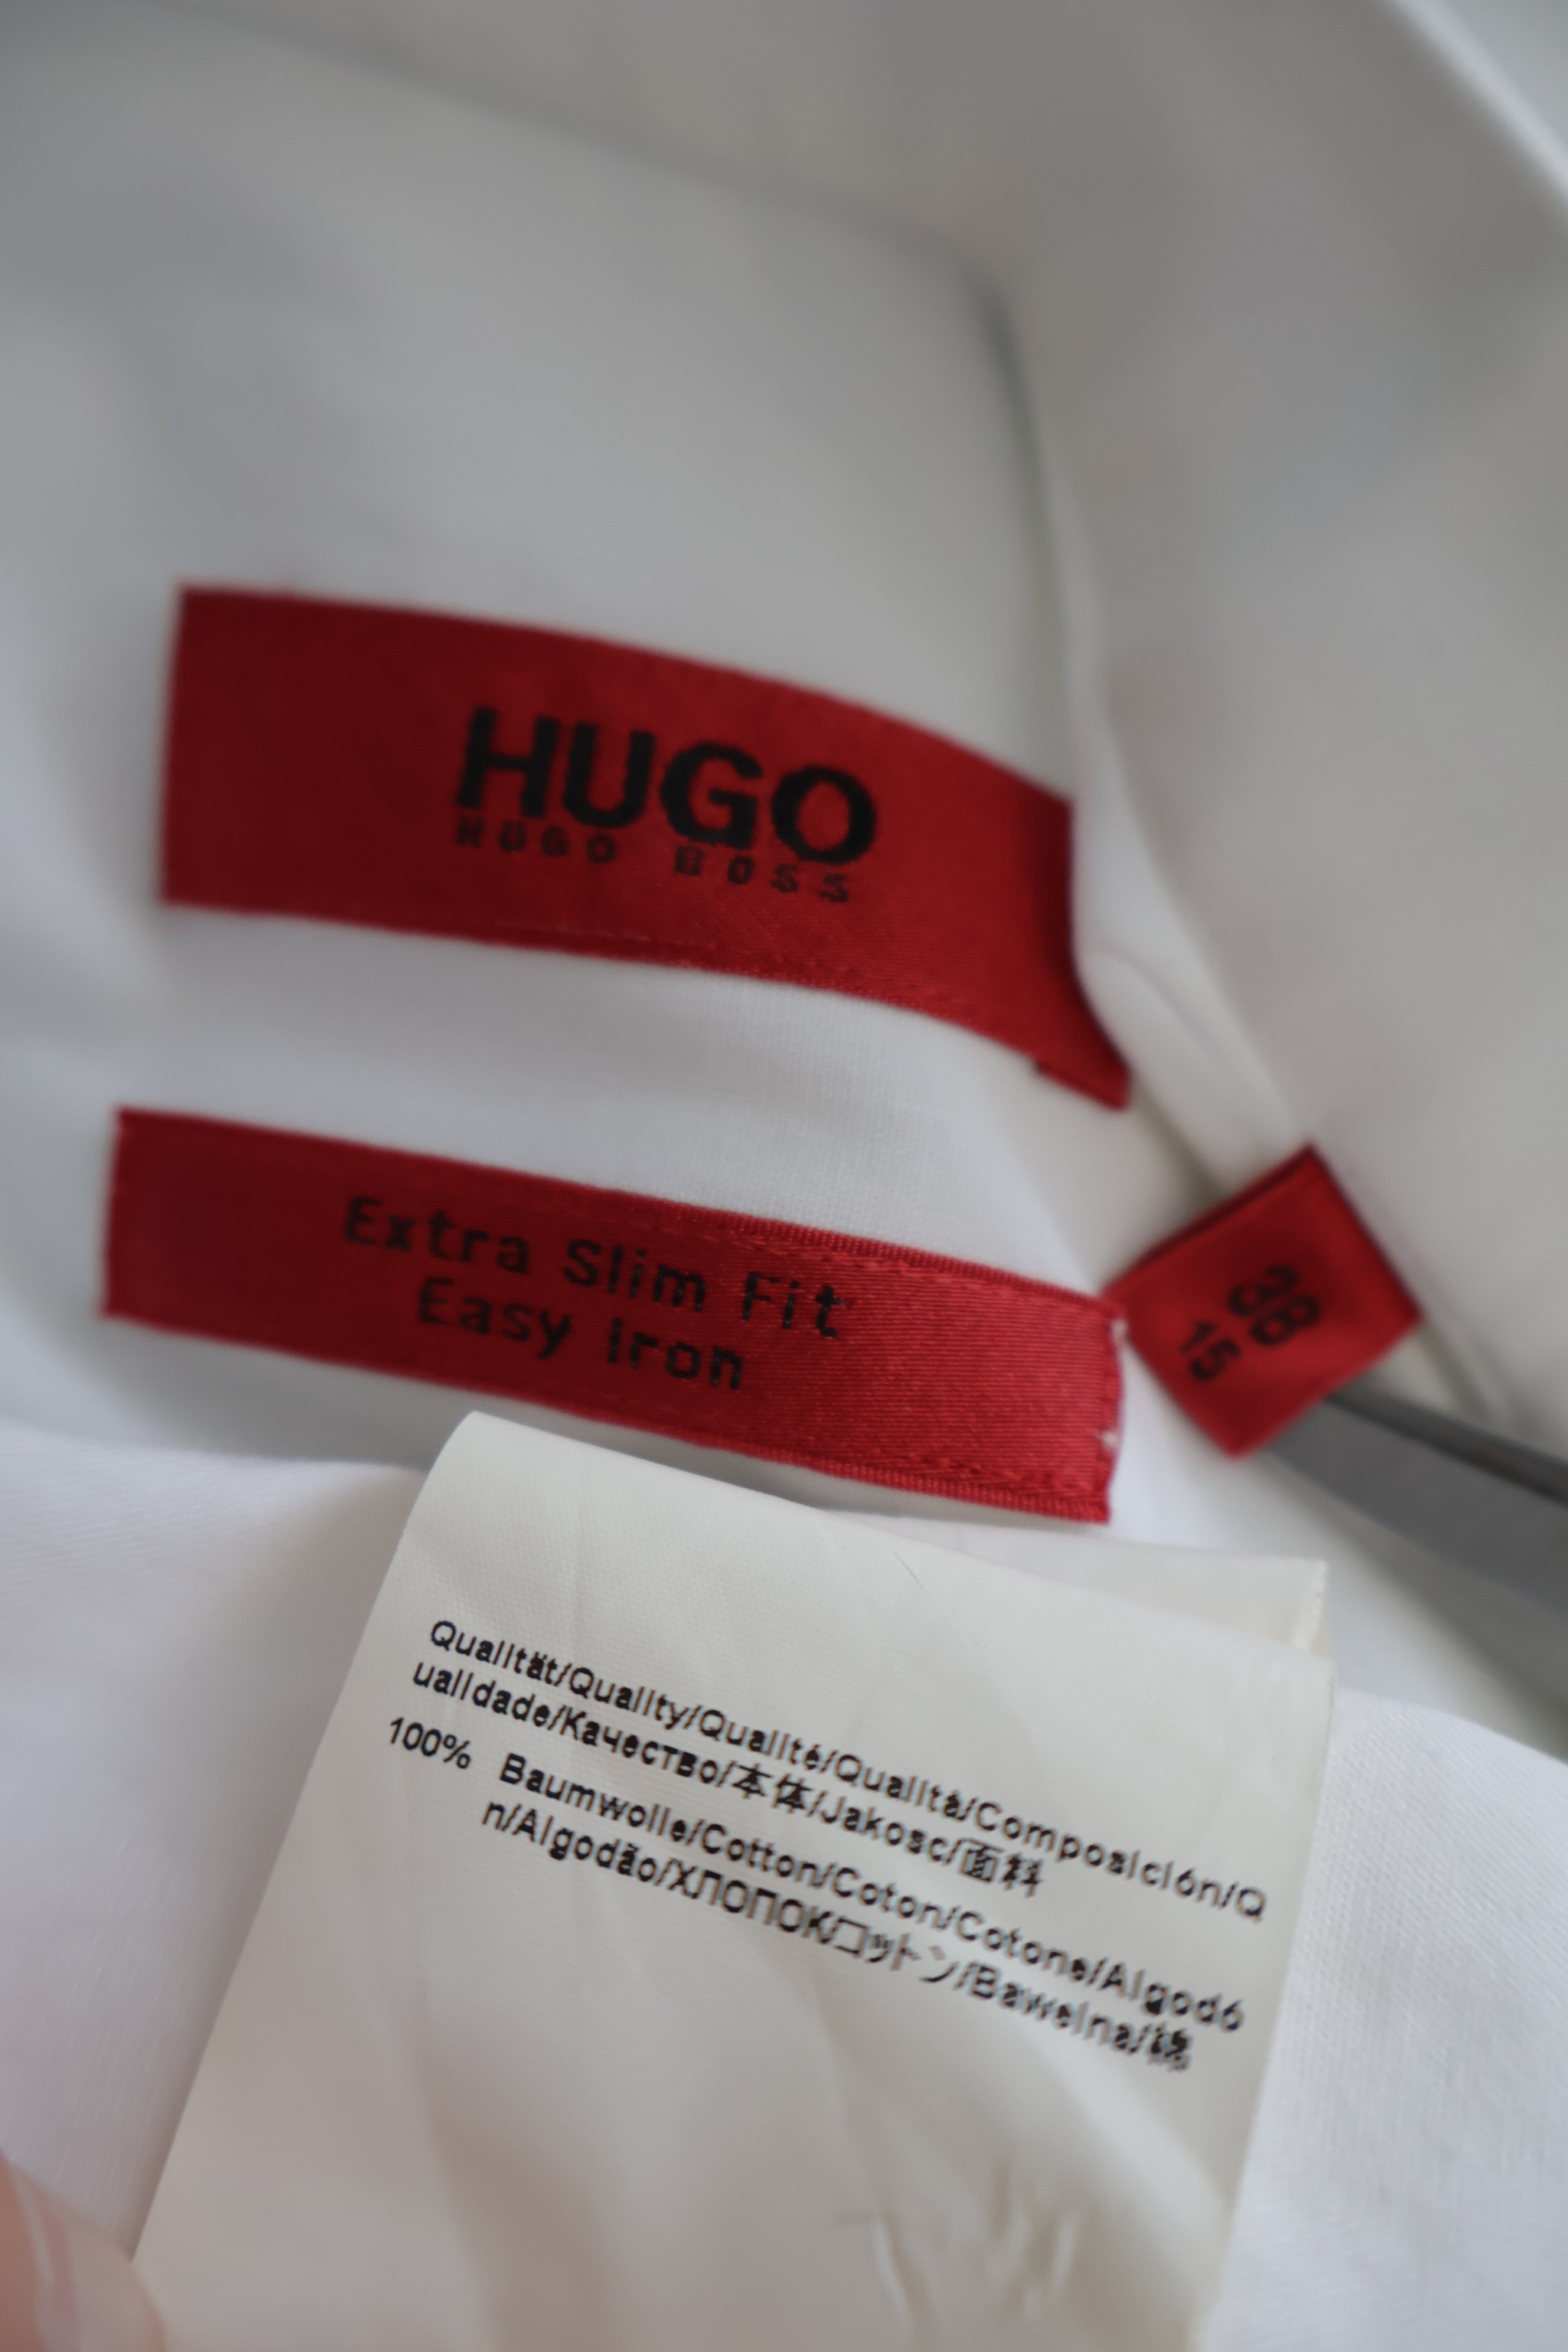 HUGO
HUGO BOSS
Extra Slim Fit
Easy Iron
38
15
Qualität/Quality/Qualité/Qualità/Composición/Q
ualidade/Качество/本体/Jakosc/面料
100% Baumwolle/Cotton/Coton/Cotone/Algodó
n/Algodão/ХЛОПОК/コットン/Bawelna/棉